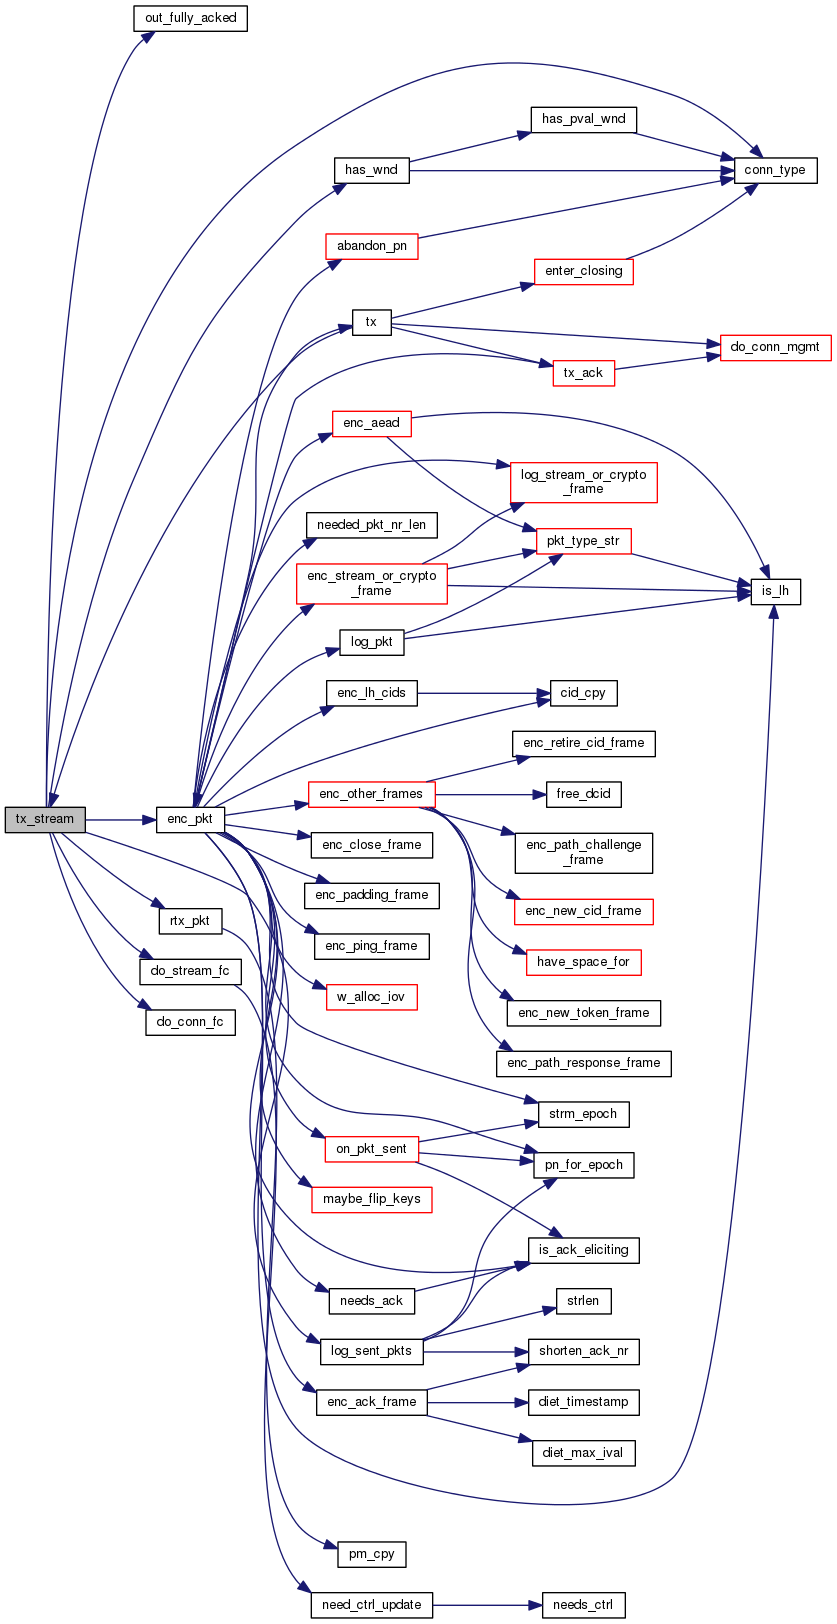 out_fully_acked
has_pval_wnd
has_wnd
conn_type
abandon_pn
enter_closing
tx
do_conn_mgmt
tx_ack
enc_aead
log_stream_or_crypto
_frame
needed_pkt_nr_len
pkt_type_str
enc_stream_or_crypto
_frame
is_lh
log_pkt
enc_lh_cids
cid_cpy
enc_retire_cid_frame
enc_other_frames
free_dcid
tx_stream
enc_pkt
enc_close_frame
enc_path_challenge
_frame
enc_padding_frame
enc_new_cid_frame
rtx_pkt
enc_ping_frame
have_space_for
do_stream_fc
w_alloc_iov
enc_new_token_frame
do_conn_fc
enc_path_response_frame
strm_epoch
on_pkt_sent
pn_for_epoch
maybe_flip_keys
is_ack_eliciting
needs_ack
strlen
log_sent_pkts
shorten_ack_nr
enc_ack_frame
diet_timestamp
diet_max_ival
pm_cpy
need_ctrl_update
needs_ctrl